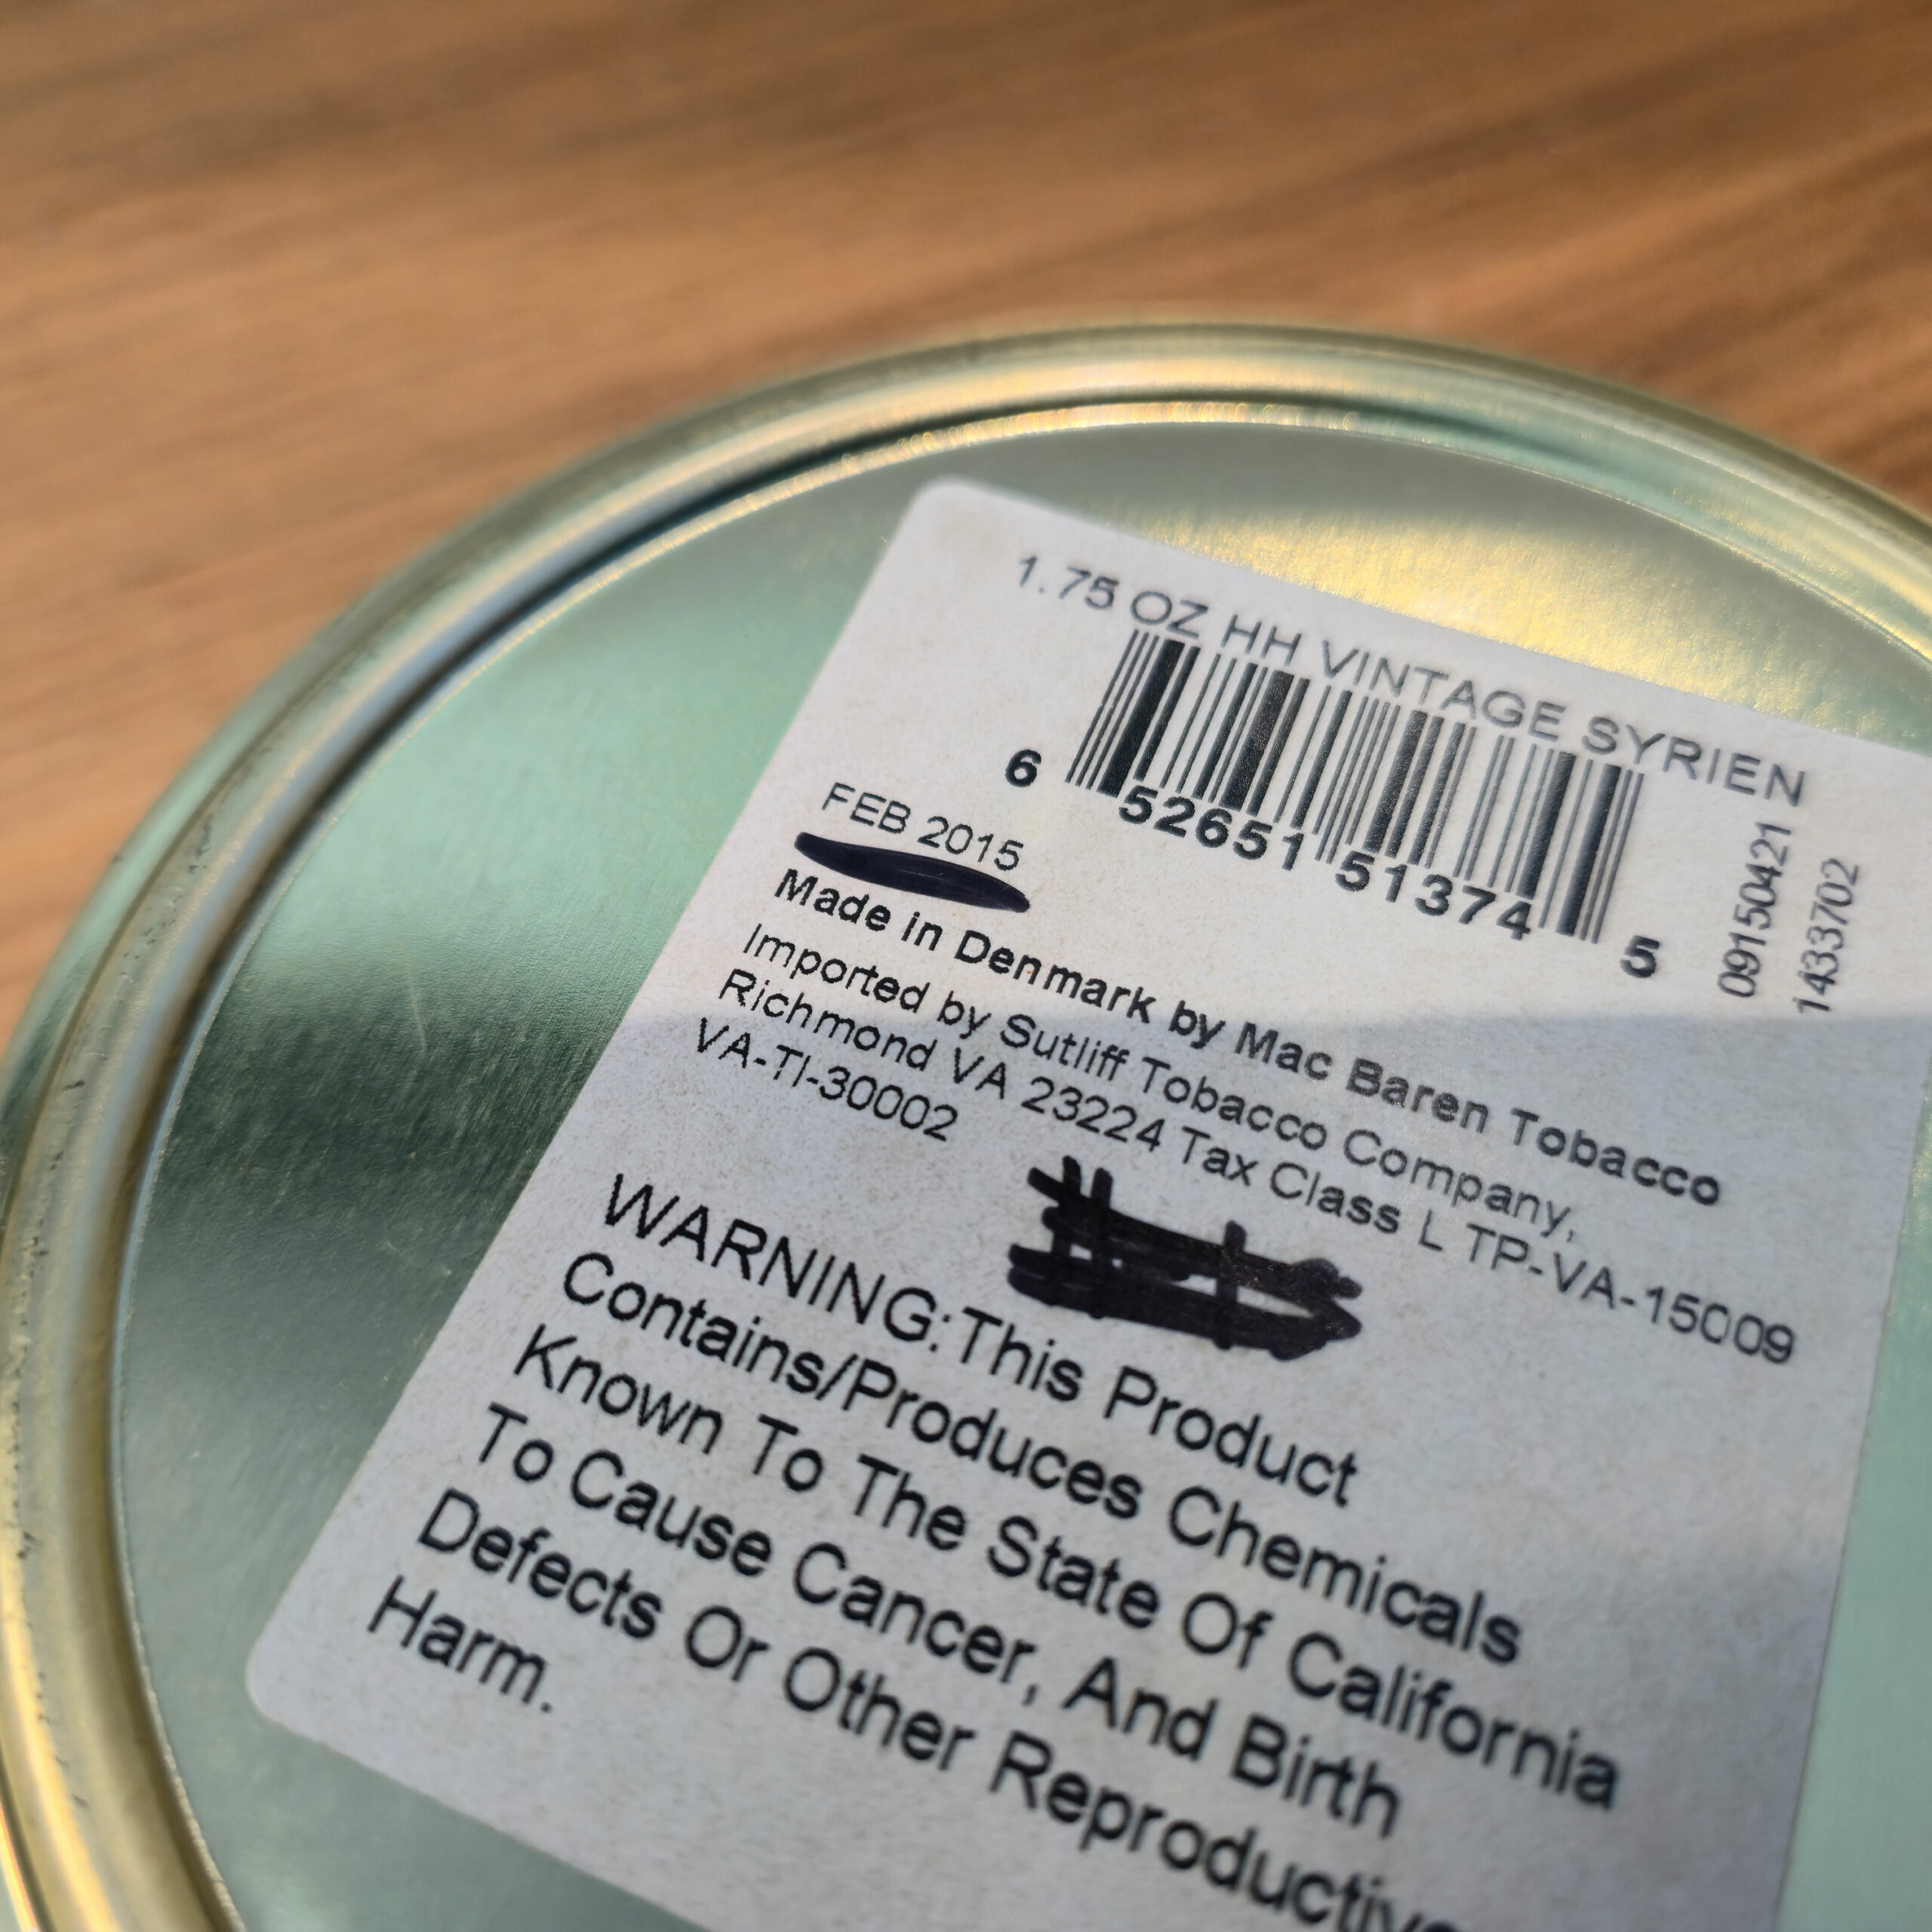 1.75 OZ HH VINTAGE SYRIEN
6 52651 51374 5
09150421
14337702
FEB 2015
Made in Denmark by Mac Baren Tobacco
Imported by Sutliff Tobacco Company,
Richmond VA 23224 Tax Class L TP-VA-15009
VA-TI-30002
WARNING:This Product
Contains/Produces Chemicals
Known To The State Of California
To Cause Cancer, And Birth
Defects Or Other Reproductive
Harm.